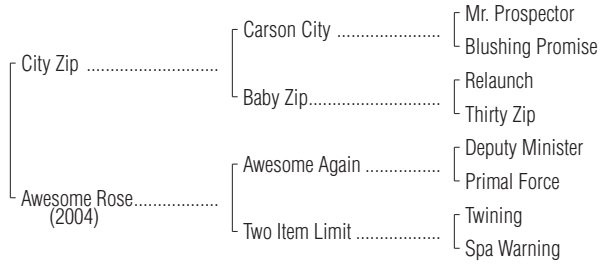 Mr. Prospector
Carson City ....................
Blushing Promise
City Zip ..........................
Relaunch
Baby Zip..........................
Thirty Zip
Deputy Minister
Awesome Again ...............
Primal Force
Awesome Rose.................
(2004)
Twining
Two Item Limit .................
Spa Warning